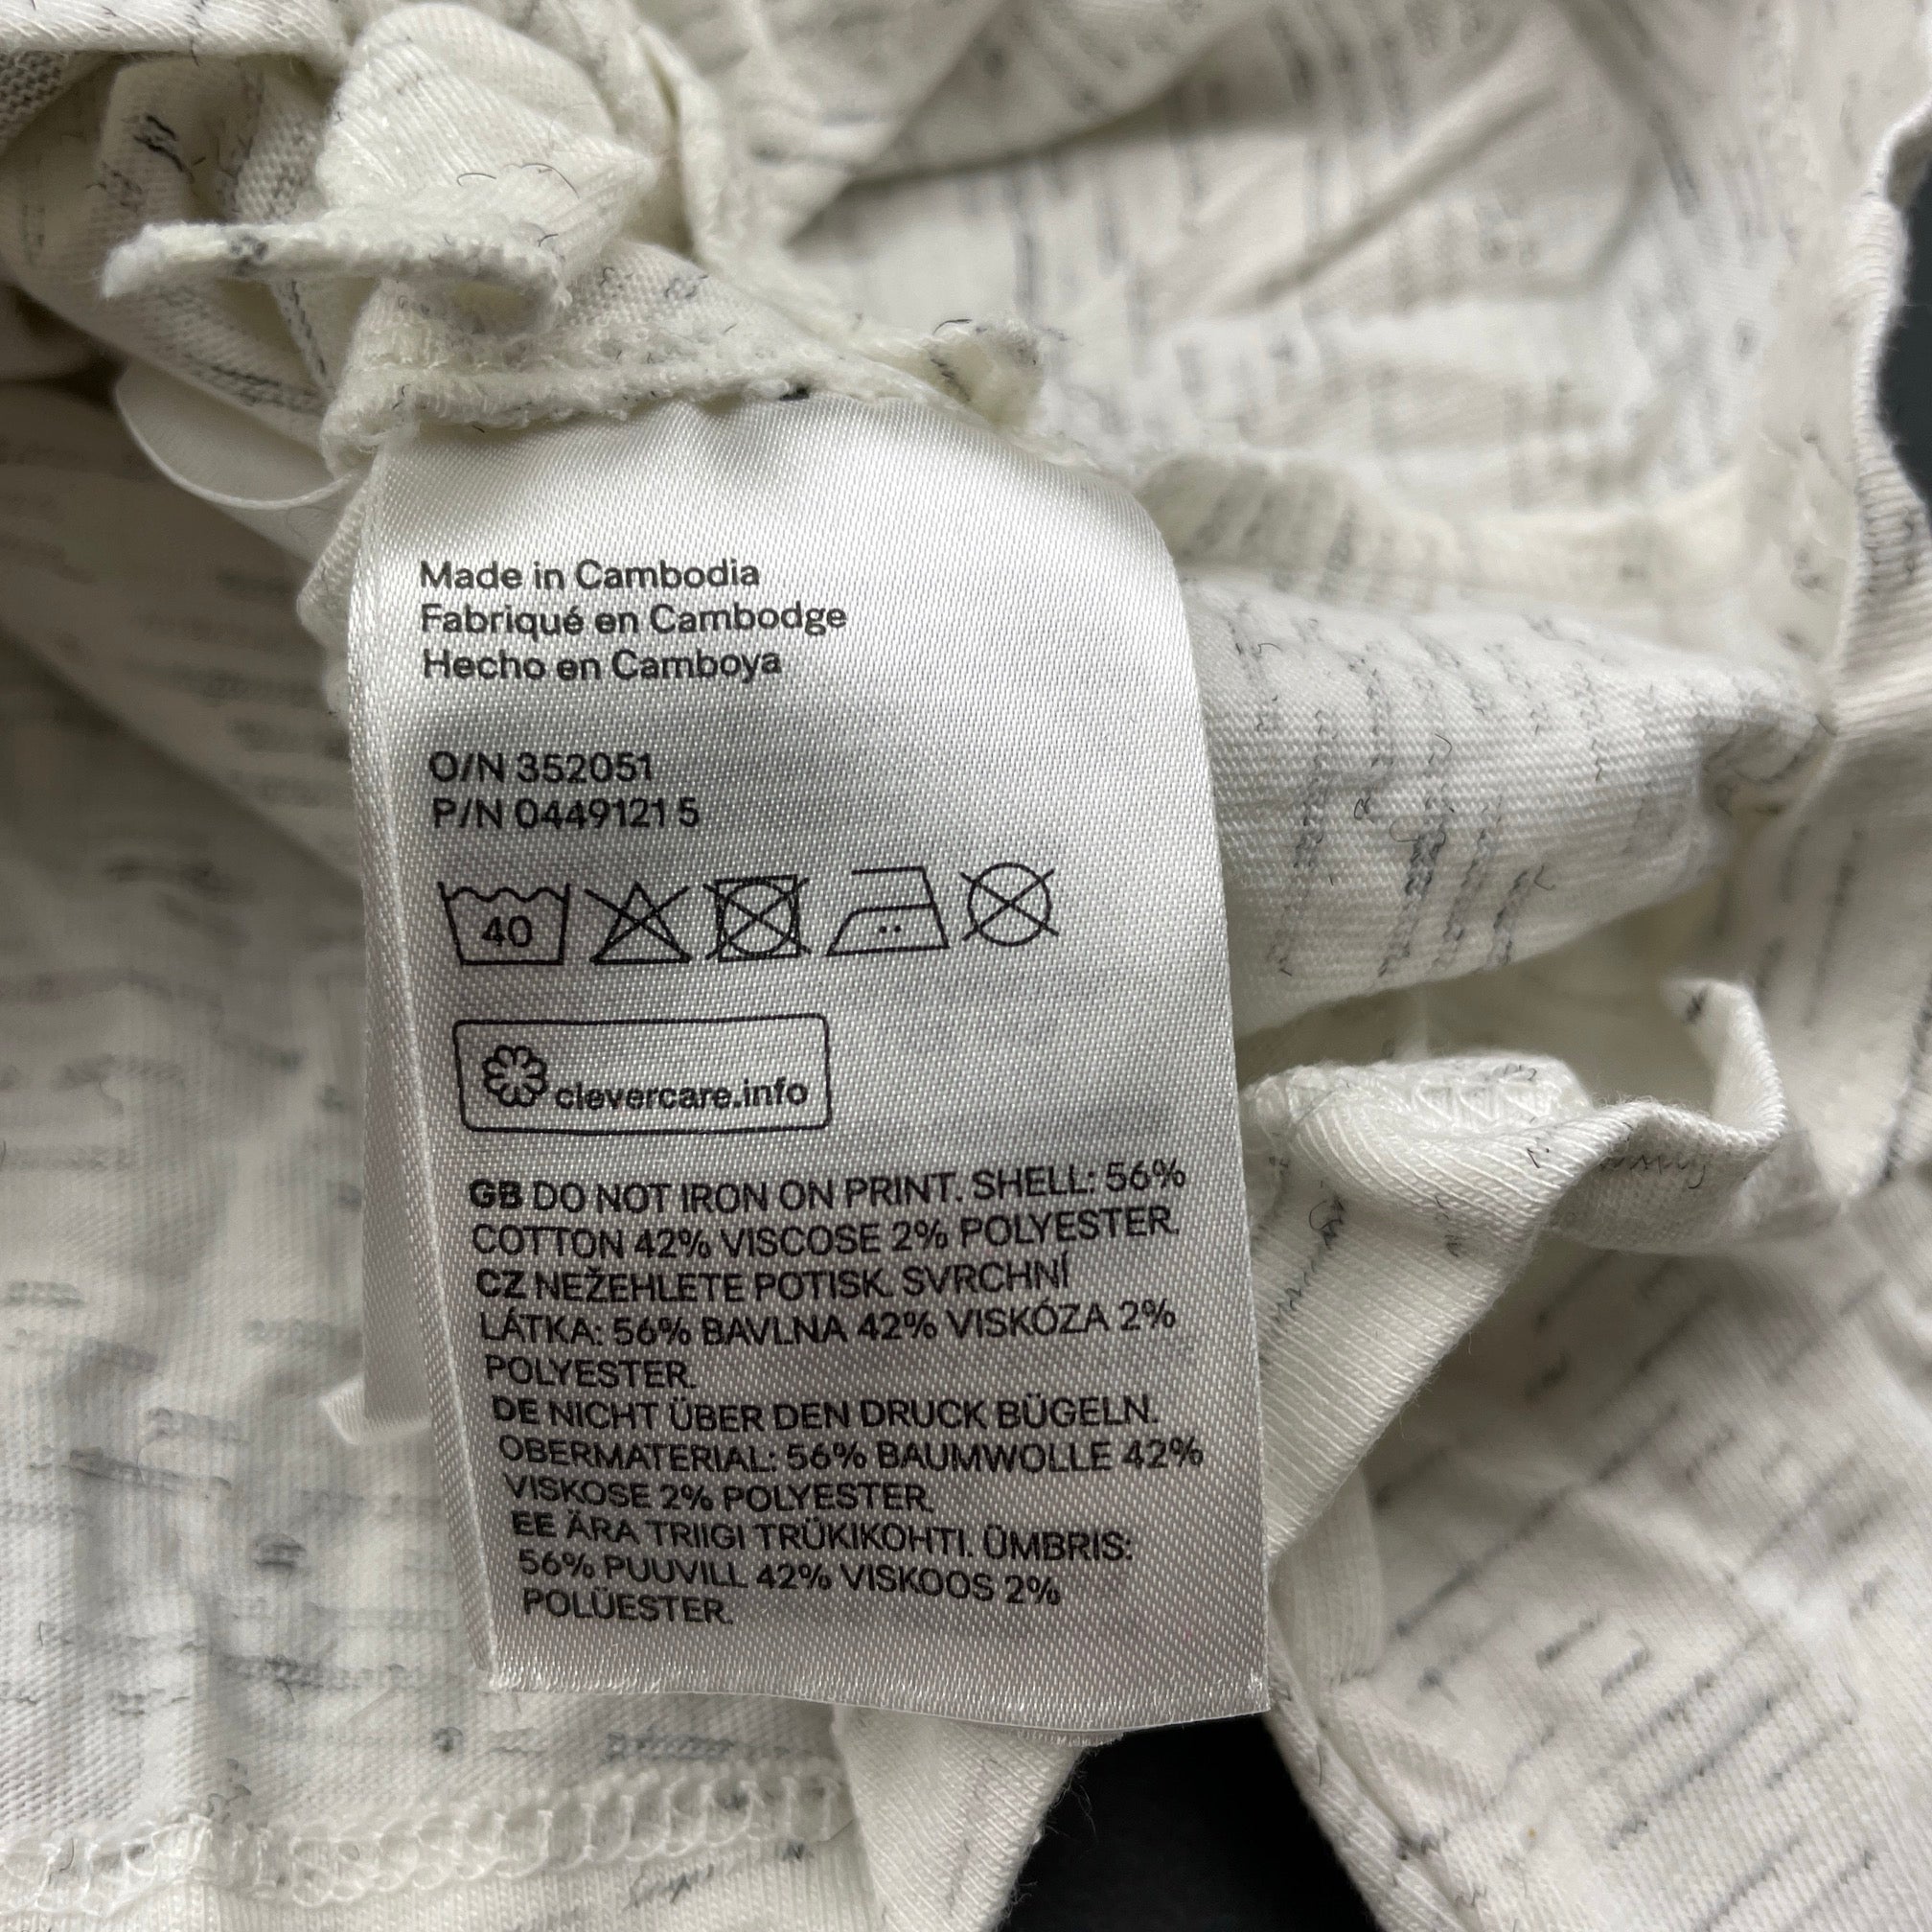 Made in Cambodia
Fabriqué en Cambodge
Hecho en Camboya
O/N 352051
P/N 0449121 5
40
clevercare.info
GB DO NOT IRON ON PRINT. SHELL: 56%
COTTON 42% VISCOSE 2% POLYESTER.
CZ NEŽEHLETE POTISK. SVRCHNÍ
LÁTKA: 56% BAVLNA 42% VISKÓZA 2%
POLYESTER.
DE NICHT ÜBER DEN DRUCK BÜGELN.
OBERMATERIAL: 56% BAUMWOLLE 42%
VISKOSE 2% POLYESTER.
EE ÄRA TRIIGI TRÜKIKOHTI. ÜMBRIS:
56% PUUVILL 42% VISKOOS 2%
POLÜESTER.